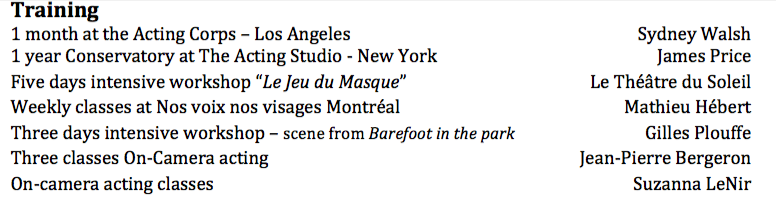 Training
1 month at the Acting Corps – Los Angeles Sydney Walsh
1 year Conservatory at The Acting Studio - New York James Price
Five days intensive workshop “Le Jeu du Masque” Le Théâtre du Soleil
Weekly classes at Nos voix nos visages Montréal Mathieu Hébert
Three days intensive workshop – scene from Barefoot in the park Gilles Plouffe
Three classes On-Camera acting Jean-Pierre Bergeron
On-camera acting classes Suzanna LeNir